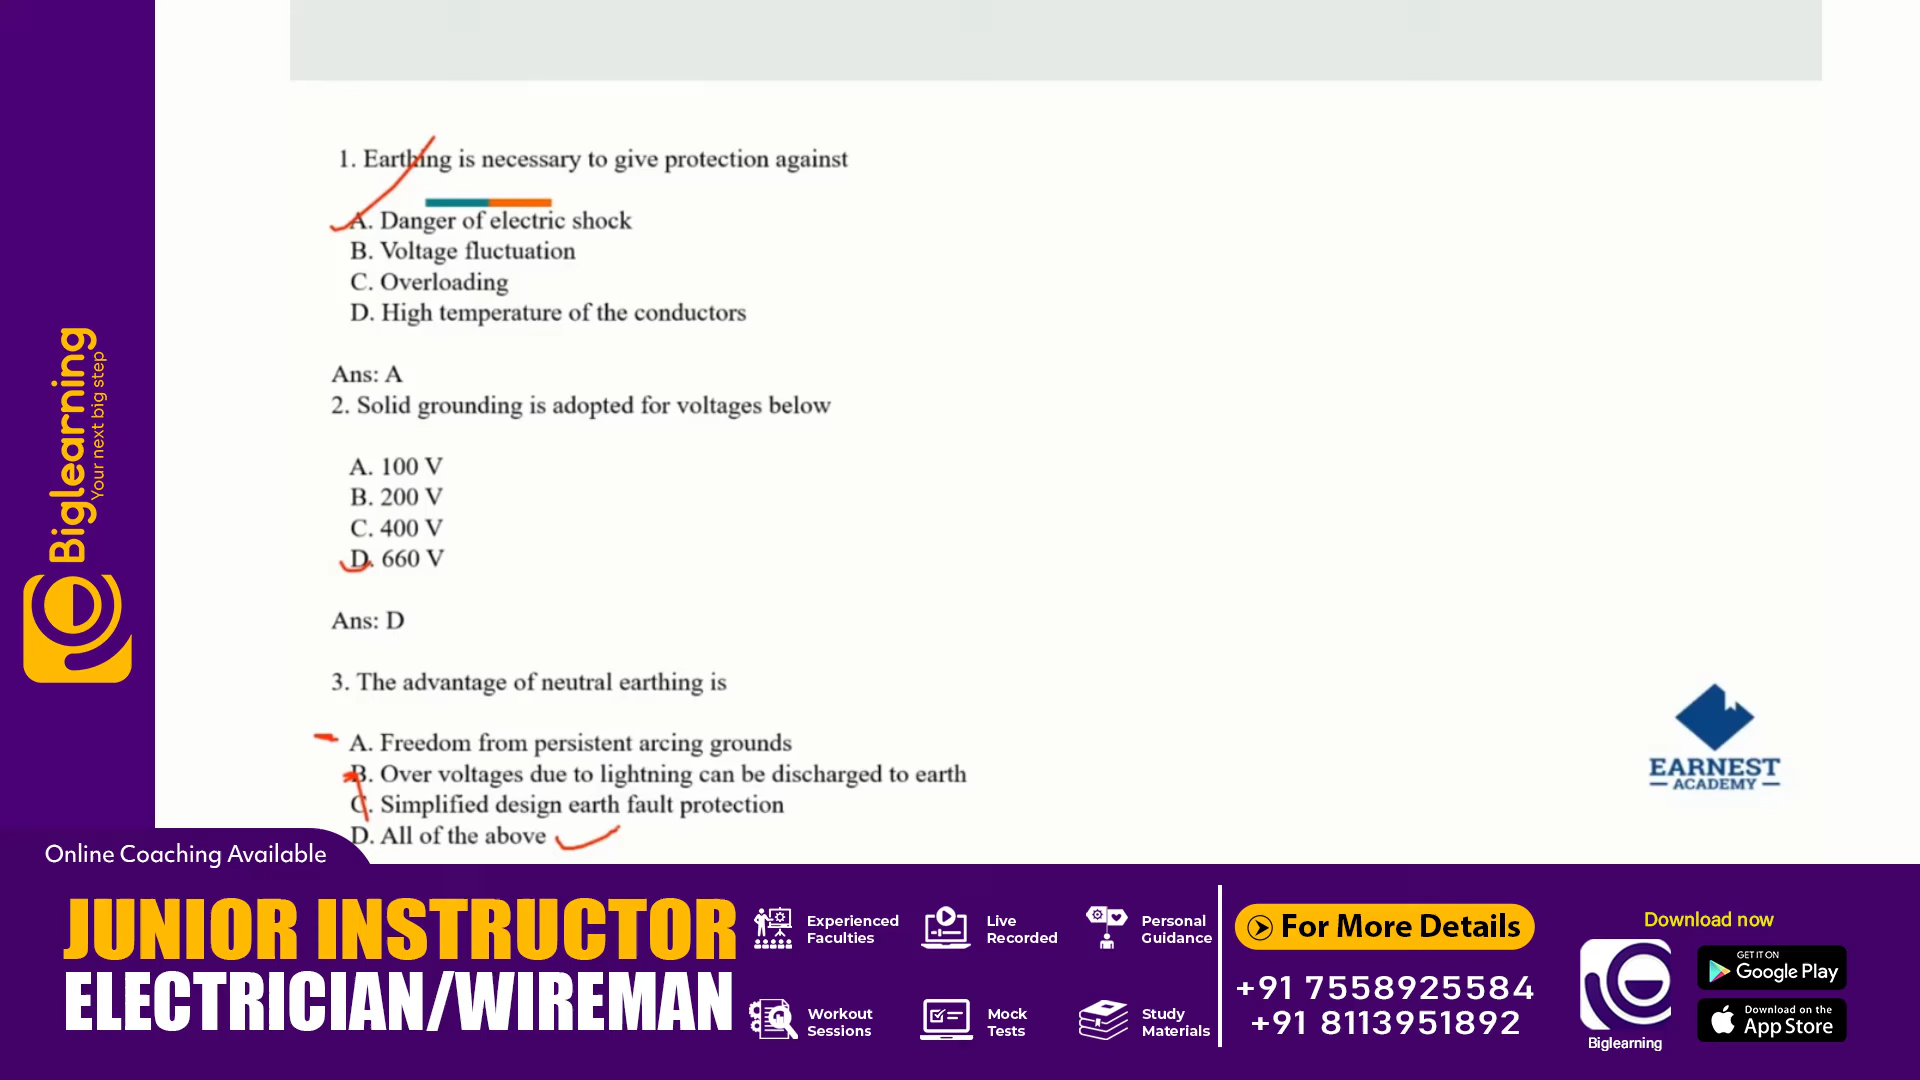 1. Earthing is necessary to give protection against
A. Danger of electric shock
B. Voltage fluctuation
C. Overloading
D. High temperature of the conductors
Ans: A
2. Solid grounding is adopted for voltages below
A. 100 V
B. 200 V
C. 400 V
D. 660 V
Ans: D
3. The advantage of neutral earthing is
A. Freedom from persistent arcing grounds
B. Over voltages due to lightning can be discharged to earth
C. Simplified design earth fault protection
D. All of the above
Biglearning
Your next big step
EARNEST
ACADEMY
Online Coaching Available
JUNIOR INSTRUCTOR
ELECTRICIAN/WIREMAN
Experienced
Faculties
Live
Recorded
Personal
Guidance
Workout
Sessions
Mock
Tests
Study
Materials
For More Details
+91 7558925584
+91 8113951892
Download now
Biglearning
GET IT ON
Google Play
Download on the
App Store